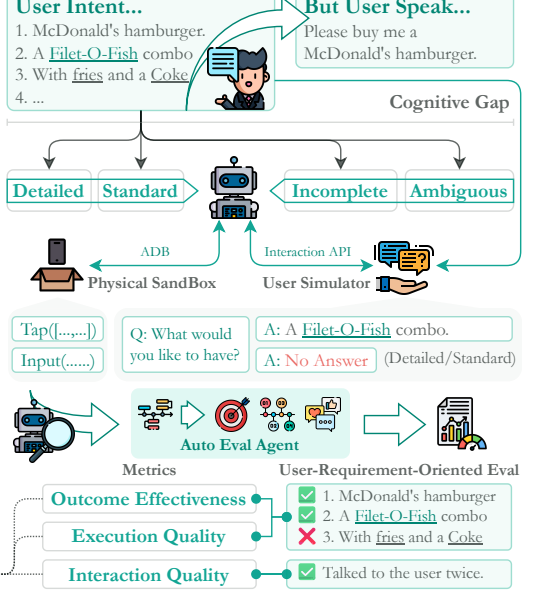 User Intent...
1. McDonald's hamburger.
2. A Filet-O-Fish combo
3. With fries and a Coke
4. ...
But User Speak...
Please buy me a
McDonald's hamburger.
Cognitive Gap
Detailed
Standard
Incomplete
Ambiguous
ADB
Interaction API
Physical SandBox
User Simulator
Tap([...,...])
Input(......)
Q: What would
you like to have?
A: A Filet-O-Fish combo.
A: No Answer
(Detailed/Standard)
Auto Eval Agent
Metrics
User-Requirement-Oriented Eval
Outcome Effectiveness
Execution Quality
Interaction Quality
1. McDonald's hamburger
2. A Filet-O-Fish combo
3. With fries and a Coke
Talked to the user twice.